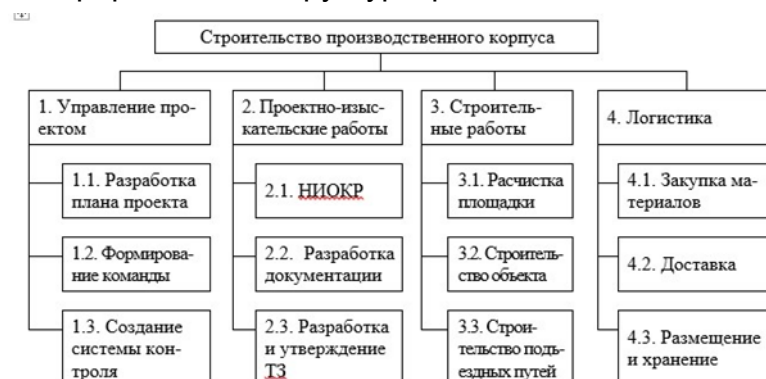 Строительство производственного корпуса
1. Управление про-
ектом
2. Проектно-изыс-
кательские работы
3. Строитель-
ные работы
4. Логистика
1.1. Разработка
плана проекта
2.1. НИОКР
3.1. Расчистка
площадки
4.1. Закупка ма-
териалов
1.2. Формирова-
ние команды
2.2. Разработка
документации
3.2. Строитель-
ство объекта
4.2. Доставка
1.3. Создание
системы кон-
троля
2.3. Разработка
и утверждение
ТЗ
3.3. Строи-
тельство подъ-
ездных путей
4.3. Размещение
и хранение